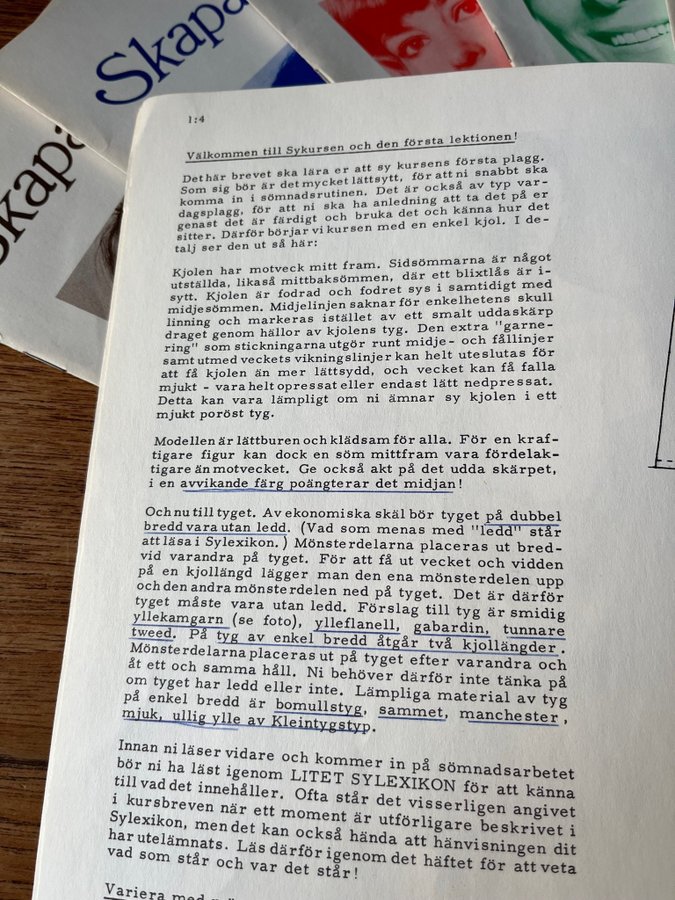 Skapa
Skapa
1:4
Välkommen till Sykursen och den första lektionen!
Det här brevet ska lära er att sy kursens första plagg.
Som sig bör är det mycket lättsytt, för att ni snabbt ska
komma in i sömnadsrutinen. Det är också av typ var-
dagsplagg, för att ni ska ha anledning att ta det på er
genast det är färdigt och bruka det och känna hur det
sitter. Därför börjar vi kursen med en enkel kjol. I de-
talj ser den ut så här:
Kjolen har motveck mitt fram. Sidsömmarna är något
utställda, likaså mittbaksömmen, där ett blixtlås är i-
sytt. Kjolen är fodrad och fodret sys i samtidigt med
midjesömmen. Midjelinjen saknar för enkelhetens skull
linning och markeras istället av ett smalt uddaskärp
draget genom hällor av kjolens tyg. Den extra "garne-
ring" som stickningarna utgör runt midje- och fållinjer
samt utmed veckets vikningslinjer kan helt uteslutas för
att få kjolen än mer lättsydd, och vecket kan få falla
mjukt - vara helt opressat eller endast lätt nedpressat.
Detta kan vara lämpligt om ni ämnar sy kjolen i ett
mjukt poröst tyg.
Modellen är lättburen och klädsam för alla. För en kraf-
tigare figur kan dock en söm mittfram vara fördelak-
tigare än motvecket. Ge också akt på det udda skärpet,
i en avvikande färg poängterar det midjan!
Och nu till tyget. Av ekonomiska skäl bör tyget på dubbel
bredd vara utan ledd. (Vad som menas med "ledd" står
att läsa i Sylexikon.) Mönsterdelarna placeras ut bred-
vid varandra på tyget. För att få ut vecket och vidden
på en kjollängd lägger man den ena mönsterdelen upp
och den andra mönsterdelen ned på tyget. Det är därför
tyget måste vara utan ledd. Förslag till tyg är smidig
yllekamgarn (se foto), ylleflanell, gabardin, tunnare
tweed. På tyg av enkel bredd åtgår två kjollängder.
Mönsterdelarna placeras ut på tyget efter varandra och
åt ett och samma håll. Ni behöver därför inte tänka på
om tyget har ledd eller inte. Lämpliga material av tyg
på enkel bredd är bomullstyg, sammet, manchester,
mjuk, ullig ylle av Kleintygstyp.
Innan ni läser vidare och kommer in på sömnadsarbetet
bör ni ha läst igenom LITET SYLEXIKON för att känna
till vad det innehåller. Ofta står det visserligen angivet
i kursbreven när ett moment är utförligare beskrivet i
Sylexikon, men det kan också hända att hänvisningen dit
har utelämnats. Läs därför igenom det häftet för att veta
vad som står och var det står!
Variera med